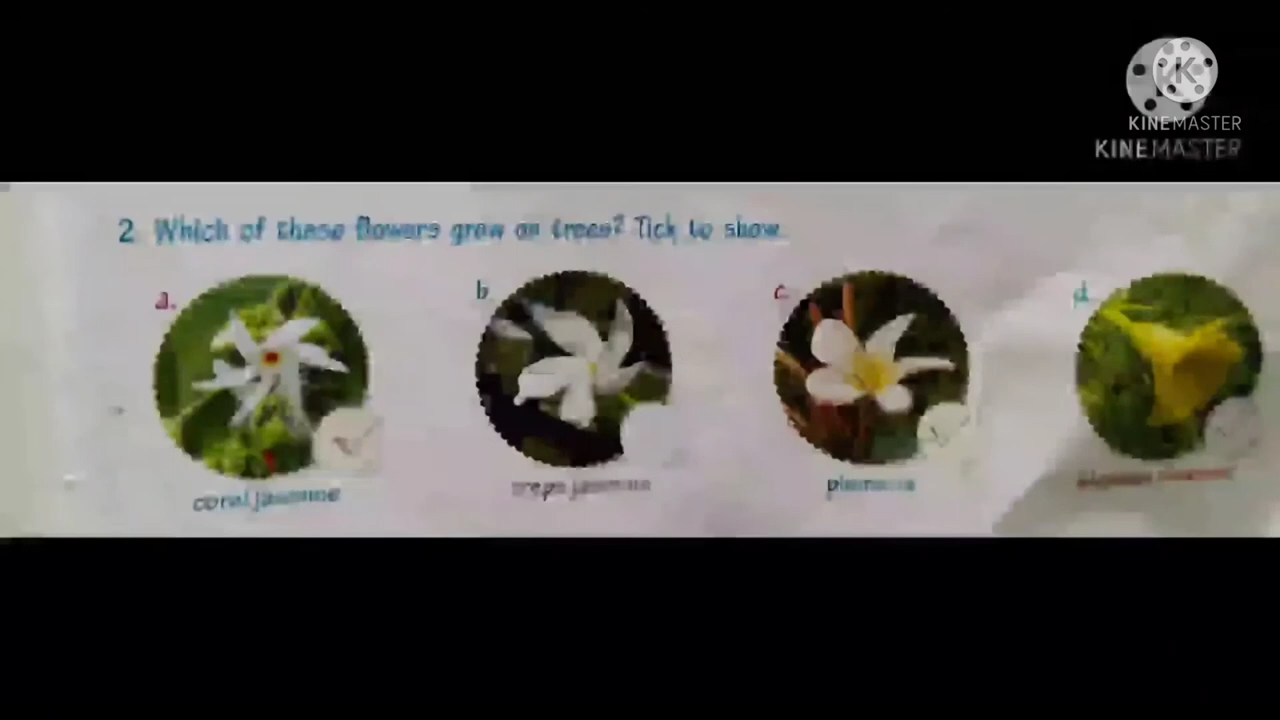 KINEMASTER
KINEMASTER
2 Which of these flowers grow on trees? Tick to show.
a.
b
c.
d.
coral jasmine
crepe jasmine
plumeria